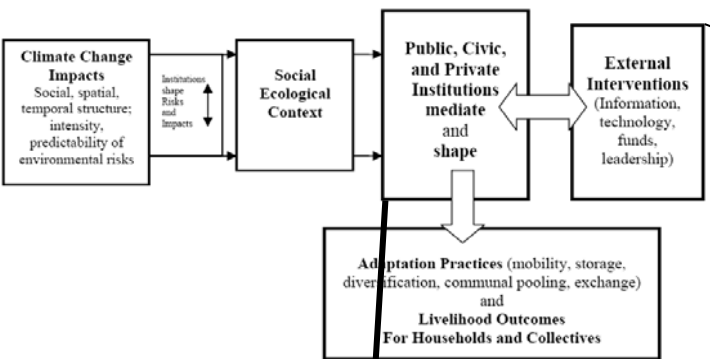 Climate Change
Impacts
Social, spatial,
temporal structure;
intensity,
predictability of
environmental risks
Institutions
shape
Risks
and
Impacts
Social
Ecological
Context
Public, Civic,
and Private
Institutions
mediate
and
shape
External
Interventions
(Information,
technology,
funds,
leadership)
Adaptation Practices (mobility, storage,
diversification, communal pooling, exchange)
and
Livelihood Outcomes
For Households and Collectives